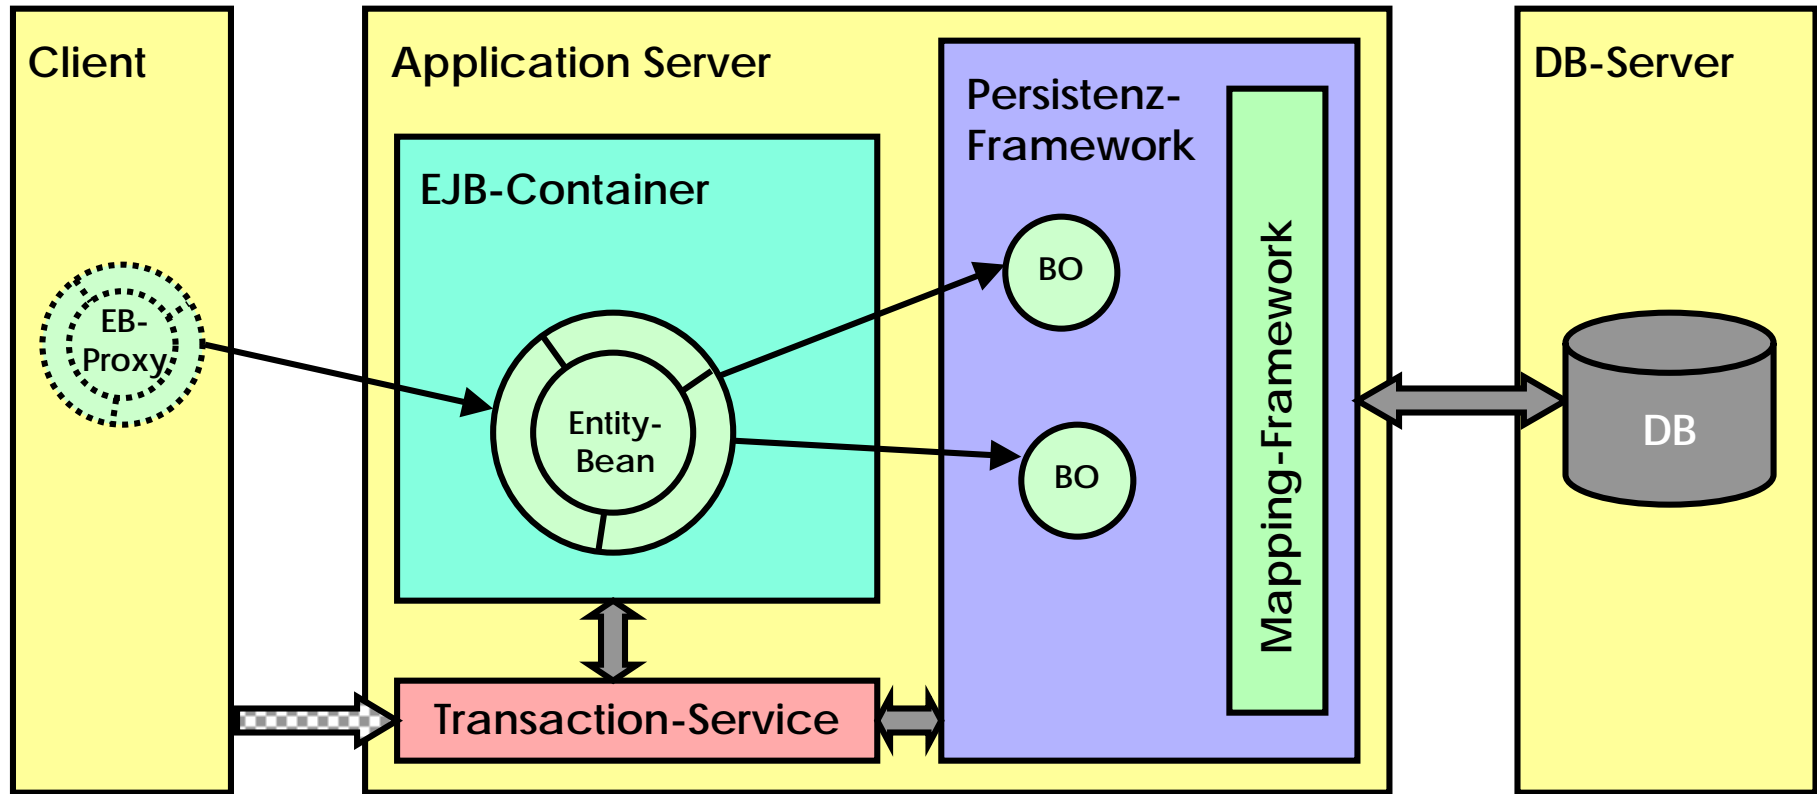 Client
EB-
Proxy
Application Server
EJB-Container
Entity-
Bean
Transaction-Service
Persistenz-
Framework
BO
BO
Mapping-Framework
DB-Server
DB